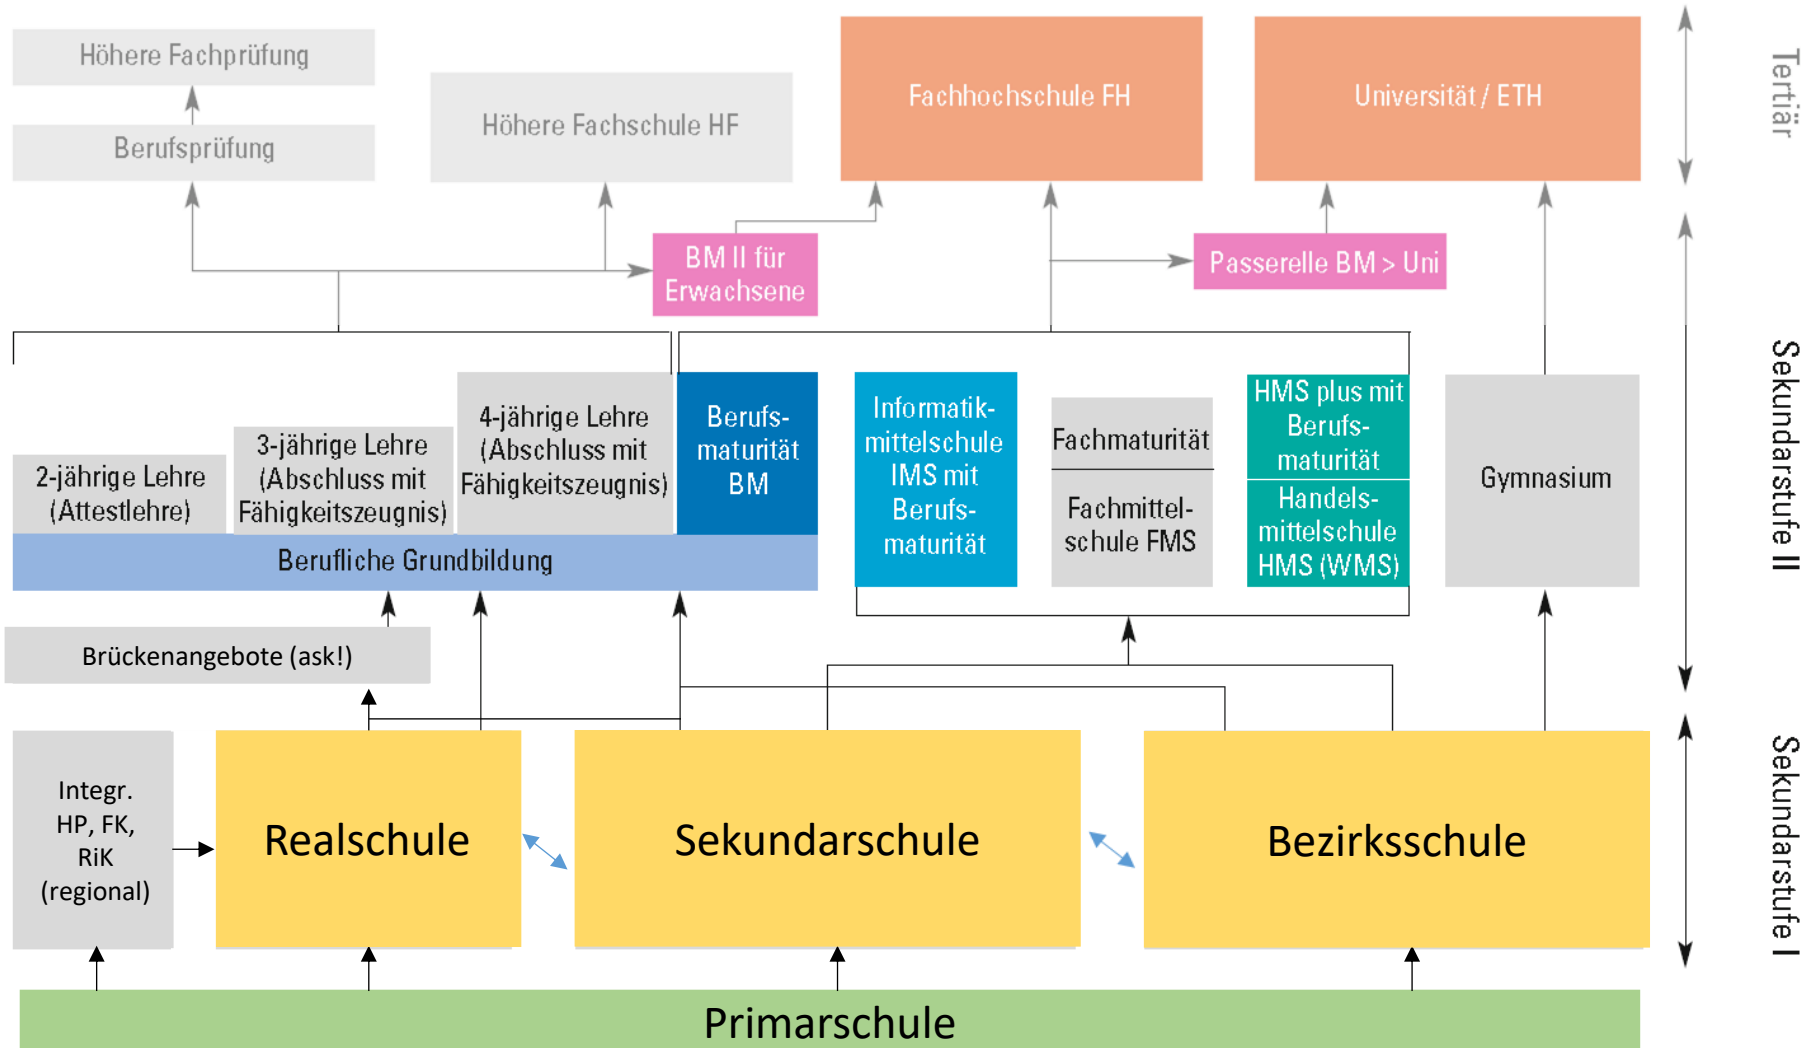 Höhere Fachprüfung
Berufsprüfung
Höhere Fachschule HF
Fachhochschule FH
Universität / ETH
Tertiär
BM II für
Erwachsene
Passerelle BM > Uni
2-jährige Lehre
(Attestlehre)
3-jährige Lehre
(Abschluss mit
Fähigkeitszeugnis)
4-jährige Lehre
(Abschluss mit
Fähigkeitszeugnis)
Berufs-
maturität
BM
Berufliche Grundbildung
Informatik-
mittelschule
IMS mit
Berufs-
maturität
Fachmaturität
Fachmittel-
schule FMS
HMS plus mit
Berufs-
maturität
Handels-
mittelschule
HMS (WMS)
Gymnasium
Sekundarstufe II
Brückenangebote (ask!)
Integr.
HP, FK,
RiK
(regional)
Realschule
Sekundarschule
Bezirksschule
Sekundarstufe I
Primarschule